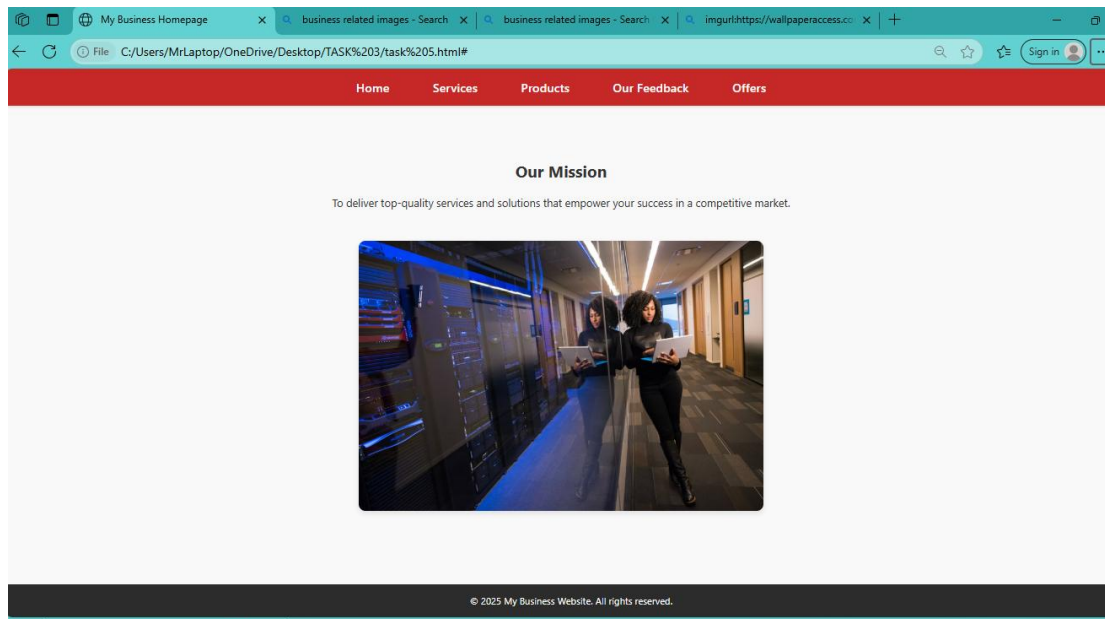 My Business Homepage
business related images - Search
business related images - Search
imgurl:https://wallpaperaccess.co
File C:/Users/MrLaptop/OneDrive/Desktop/TASK%203/task%205.html#
Sign in
Home Services Products Our Feedback Offers
Our Mission
To deliver top-quality services and solutions that empower your success in a competitive market.
© 2025 My Business Website. All rights reserved.